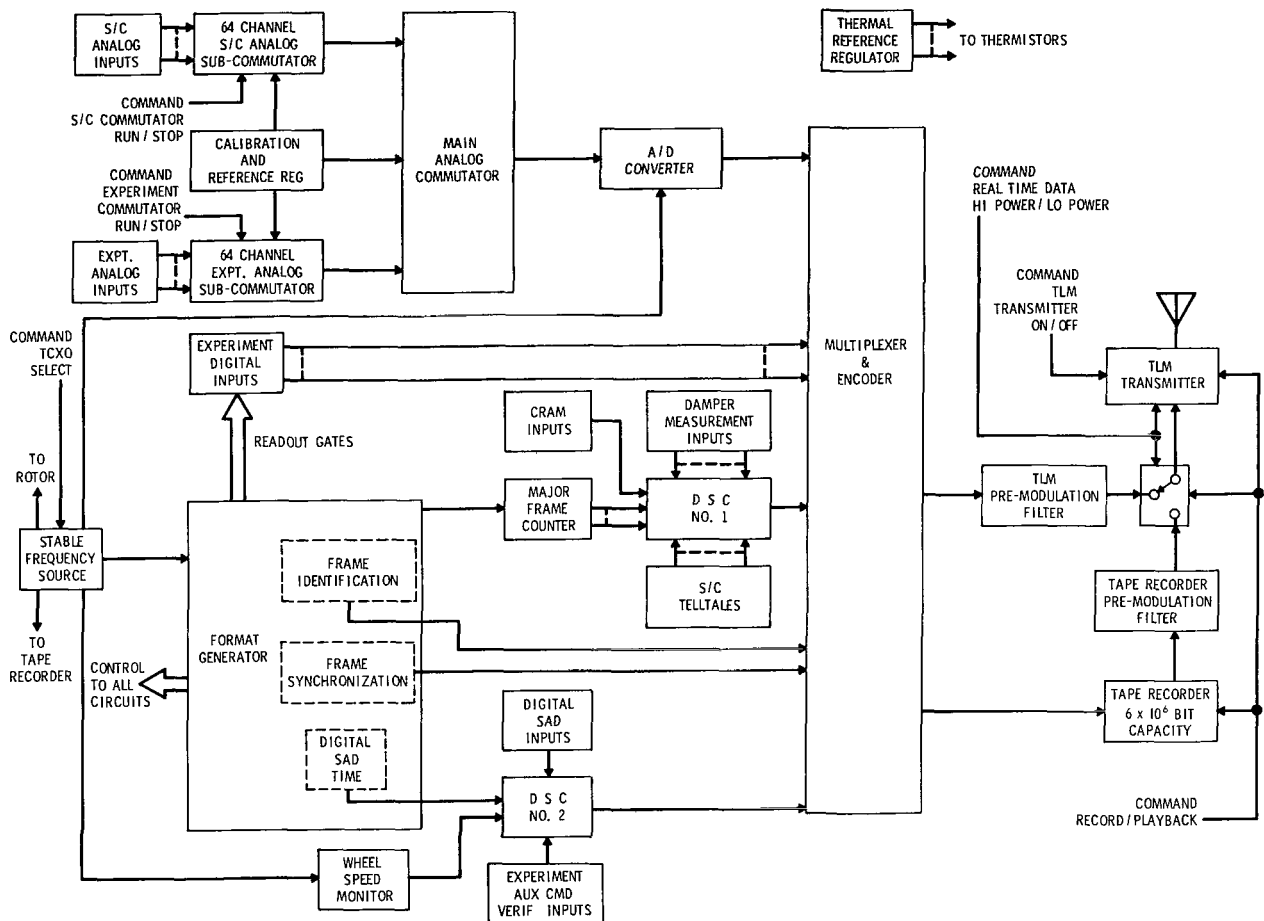 S/C
ANALOG
INPUTS
64 CHANNEL
S/C ANALOG
SUB-COMMUTATOR
COMMAND
S/C COMMUTATOR
RUN/STOP
CALIBRATION
AND
REFERENCE REG
COMMAND
EXPERIMENT
COMMUTATOR
RUN/STOP
EXPT.
ANALOG
INPUTS
64 CHANNEL
EXPT. ANALOG
SUB-COMMUTATOR
MAIN
ANALOG
COMMUTATOR
A/D
CONVERTER
THERMAL
REFERENCE
REGULATOR
TO THERMISTORS
COMMAND
REAL TIME DATA
HI POWER/LO POWER
COMMAND
TLM
TRANSMITTER
ON/OFF
TLM
TRANSMITTER
MULTIPLEXER
&
ENCODER
COMMAND
TCXO
SELECT
EXPERIMENT
DIGITAL
INPUTS
READOUT GATES
CRAM
INPUTS
DAMPER
MEASUREMENT
INPUTS
TO
ROTOR
STABLE
FREQUENCY
SOURCE
TO
TAPE
RECORDER
MAJOR
FRAME
COUNTER
D S C
NO. 1
S/C
TELLTALES
TLM
PRE-MODULATION
FILTER
TAPE RECORDER
PRE-MODULATION
FILTER
TAPE RECORDER
6 x 10⁶ BIT
CAPACITY
COMMAND
RECORD/PLAYBACK
FORMAT
GENERATOR
FRAME
IDENTIFICATION
FRAME
SYNCHRONIZATION
DIGITAL
SAD
TIME
CONTROL
TO ALL
CIRCUITS
DIGITAL
SAD
INPUTS
D S C
NO. 2
WHEEL
SPEED
MONITOR
EXPERIMENT
AUX CMD
VERIF INPUTS